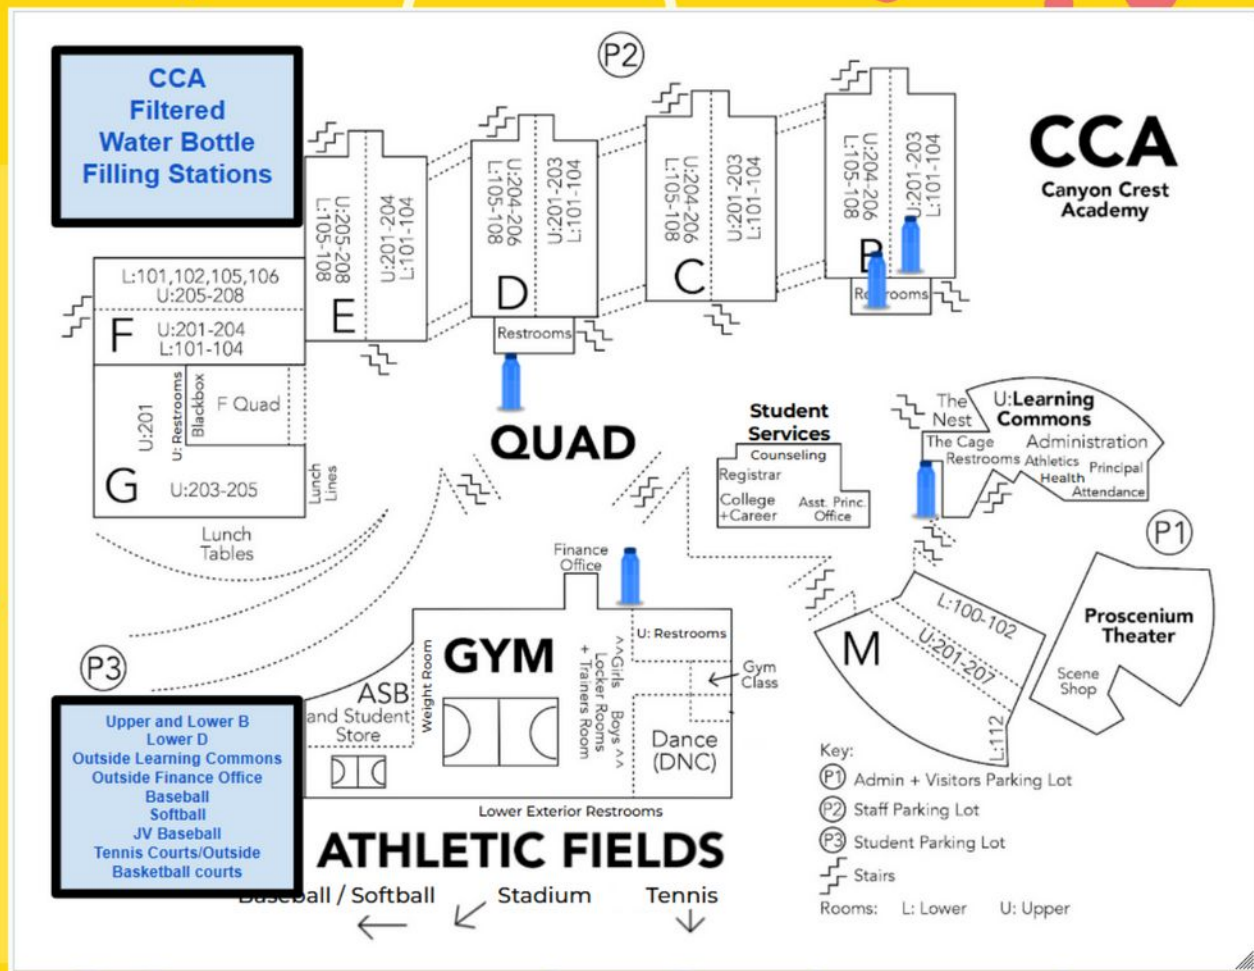 CCA
Filtered
Water Bottle
Filling Stations
P2
CCA
Canyon Crest
Academy
L:101,102,105,106
U:205-208
F
U:201-204
L:101-104
E
U:205-208
L:105-108
U:201-204
L:101-104
D
U:204-206
L:105-108
U:201-203
L:101-104
Restrooms
C
U:204-206
L:105-108
U:201-203
L:101-104
B
U:204-206
L:105-108
U:201-203
L:101-104
Restrooms
U:201
U: Restrooms
Blackbox
F Quad
G
U:203-205
Lunch
Lines
Lunch
Tables
QUAD
Student
Services
Counseling
Registrar
College
+Career
Asst. Princ.
Office
The
Nest
U:Learning
Commons
The Cage
Administration
Restrooms
Athletics
Principal
Health
Attendance
P1
Finance
Office
P3
GYM
Weight Room
ASB
and Student
Store
^^Girls Boys ^^
Locker Rooms
+ Trainers Room
U: Restrooms
Gym
Class
Dance
(DNC)
M
L:100-102
U:201-207
L:112
Proscenium
Theater
Scene
Shop
Upper and Lower B
Lower D
Outside Learning Commons
Outside Finance Office
Baseball
Softball
JV Baseball
Tennis Courts/Outside
Basketball courts
Lower Exterior Restrooms
ATHLETIC FIELDS
Baseball / Softball
Stadium
Tennis
Key:
P1 Admin + Visitors Parking Lot
P2 Staff Parking Lot
P3 Student Parking Lot
Stairs
Rooms: L: Lower U: Upper